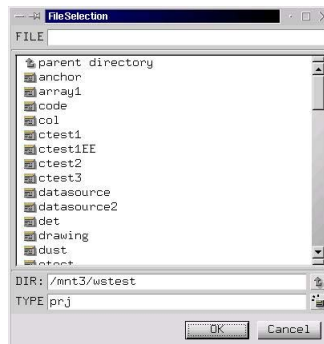 FileSelection
FILE
parent directory
anchor
array1
code
col
ctest1
ctest1EE
ctest2
ctest3
datasource
datasource2
det
drawing
dust
DIR: /mnt3/wstest
TYPE prj
OK Cancel